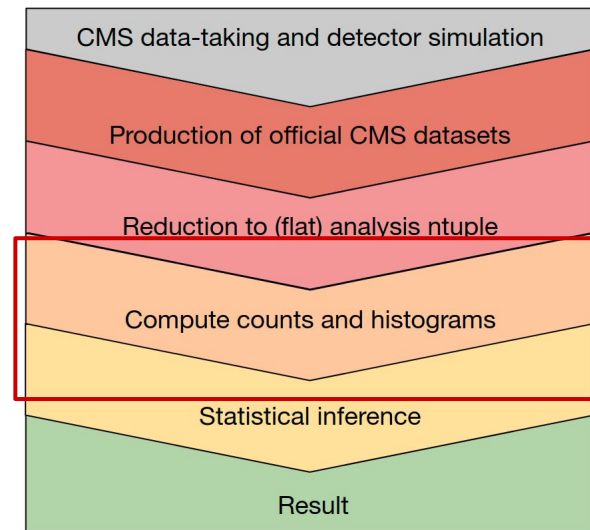 CMS data-taking and detector simulation
Production of official CMS datasets
Reduction to (flat) analysis ntuple
Compute counts and histograms
Statistical inference
Result